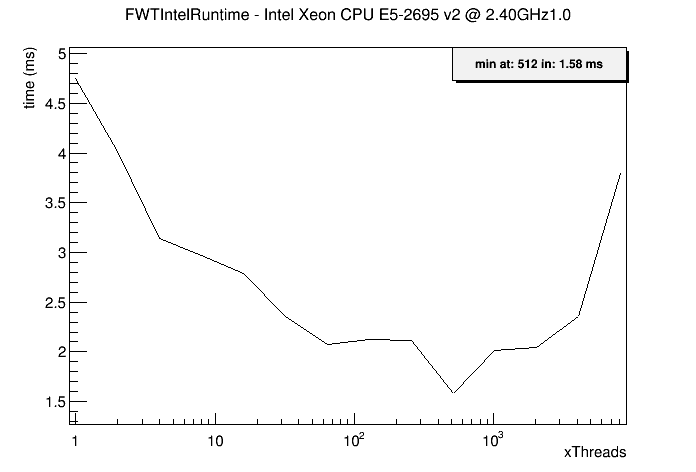 FWTIntelRuntime - Intel Xeon CPU E5-2695 v2 @ 2.40GHz1.0
time (ms)
min at: 512 in: 1.58 ms
5
4.5
4
3.5
3
2.5
2
1.5
1 10 10² 10³
xThreads